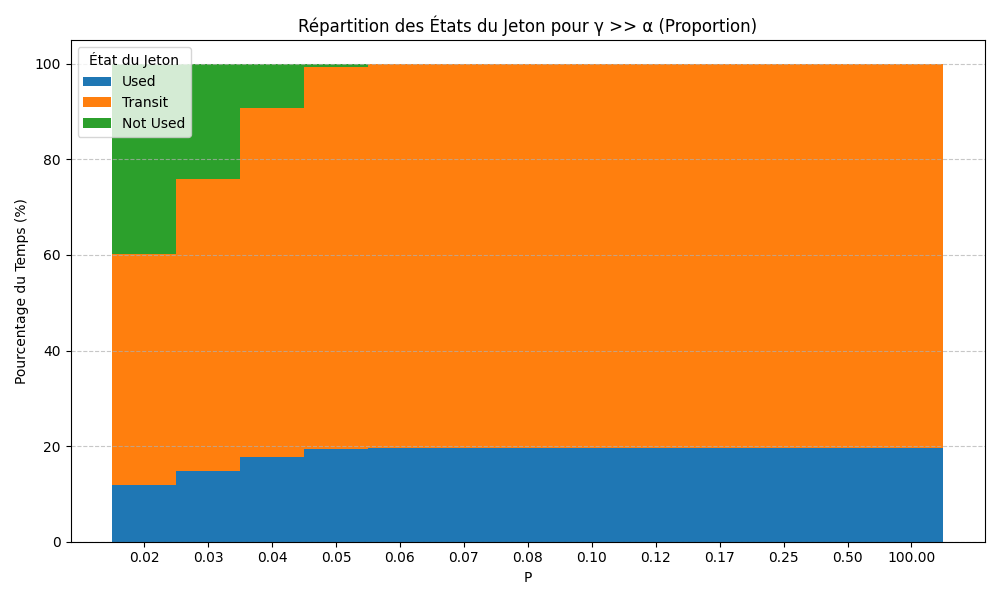 Répartition des États du Jeton pour γ >> α (Proportion)
État du Jeton
Used
Transit
Not Used
Pourcentage du Temps (%)
100
80
60
40
20
0
0.02 0.03 0.04 0.05 0.06 0.07 0.08 0.10 0.12 0.17 0.25 0.50 100.00
P